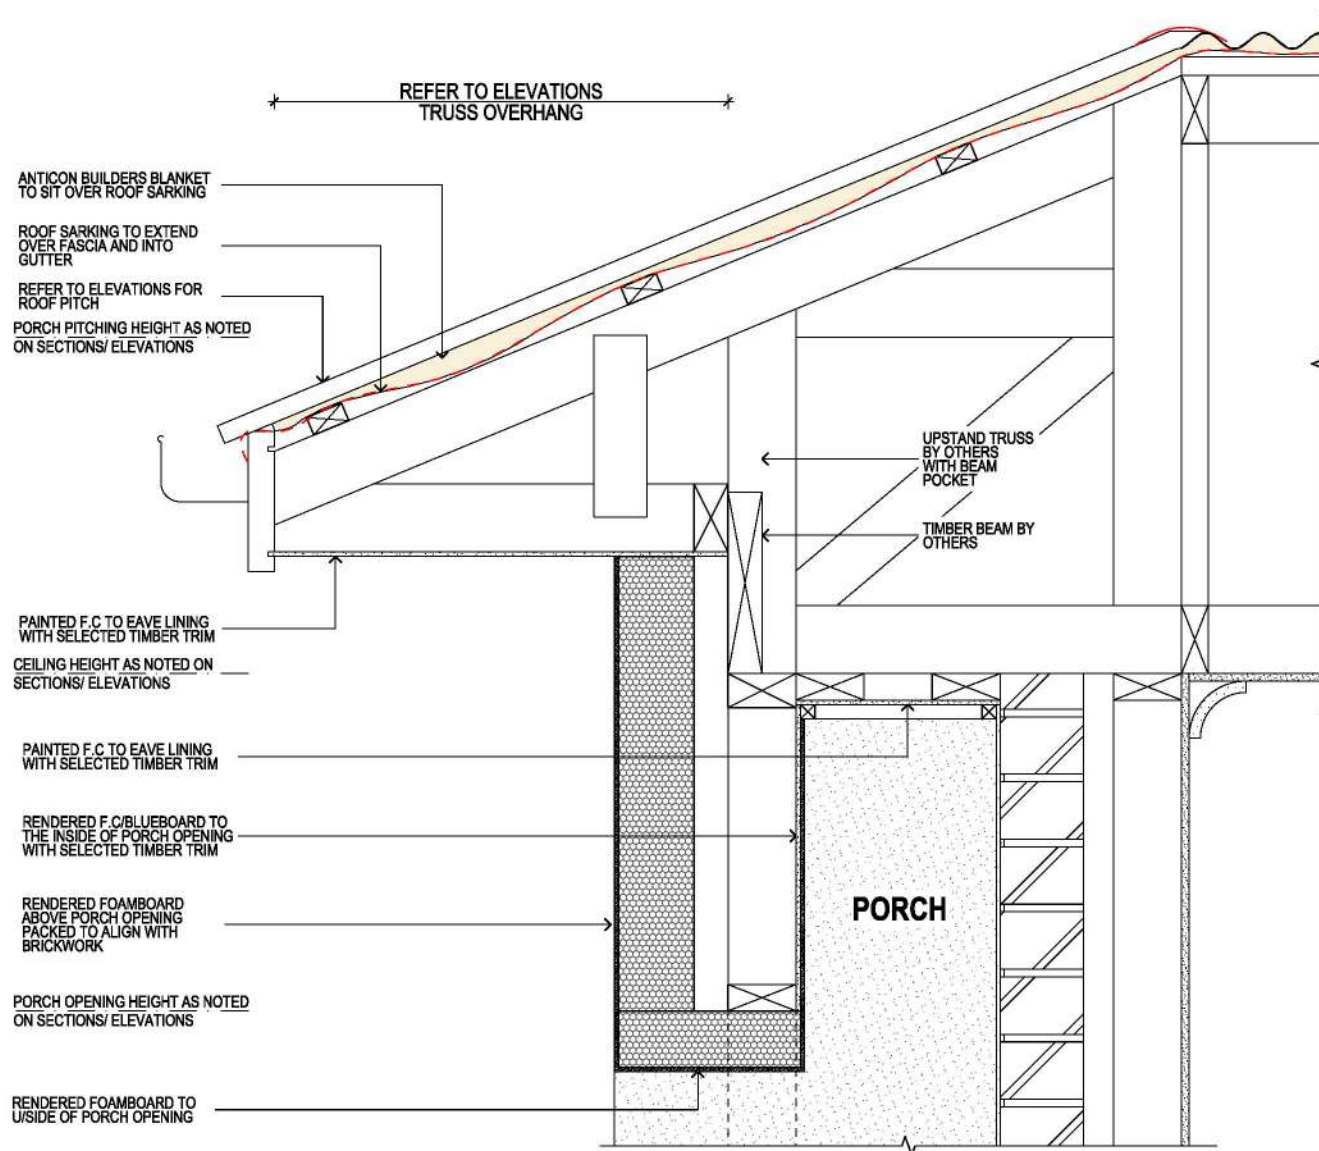 REFER TO ELEVATIONS
TRUSS OVERHANG
ANTICON BUILDERS BLANKET
TO SIT OVER ROOF SARKING
ROOF SARKING TO EXTEND
OVER FASCIA AND INTO
GUTTER
REFER TO ELEVATIONS FOR
ROOF PITCH
PORCH PITCHING HEIGHT AS NOTED
ON SECTIONS/ ELEVATIONS
UPSTAND TRUSS
BY OTHERS
WITH BEAM
POCKET
TIMBER BEAM BY
OTHERS
PAINTED F.C TO EAVE LINING
WITH SELECTED TIMBER TRIM
CEILING HEIGHT AS NOTED ON
SECTIONS/ ELEVATIONS
PAINTED F.C TO EAVE LINING
WITH SELECTED TIMBER TRIM
RENDERED F.C/BLUEBOARD TO
THE INSIDE OF PORCH OPENING
WITH SELECTED TIMBER TRIM
RENDERED FOAMBOARD
ABOVE PORCH OPENING
PACKED TO ALIGN WITH
BRICKWORK
PORCH
PORCH OPENING HEIGHT AS NOTED
ON SECTIONS/ ELEVATIONS
RENDERED FOAMBOARD TO
U/SIDE OF PORCH OPENING